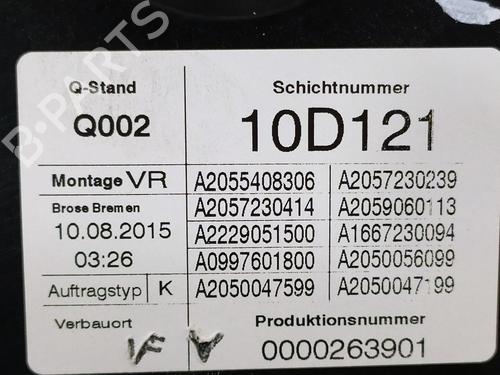 Q-Stand
Schichtnummer
Q002
10D121
Montage VR
A2055408306
A2057230239
Brose Bremen
A2057230414
A2059060113
10.08.2015
A2229051500
A1667230094
03:26
A0997601800
A2050056099
Auftragstyp K
A2050047599
A2050047199
Verbauort
Produktionsnummer
0000263901
B-PARTS